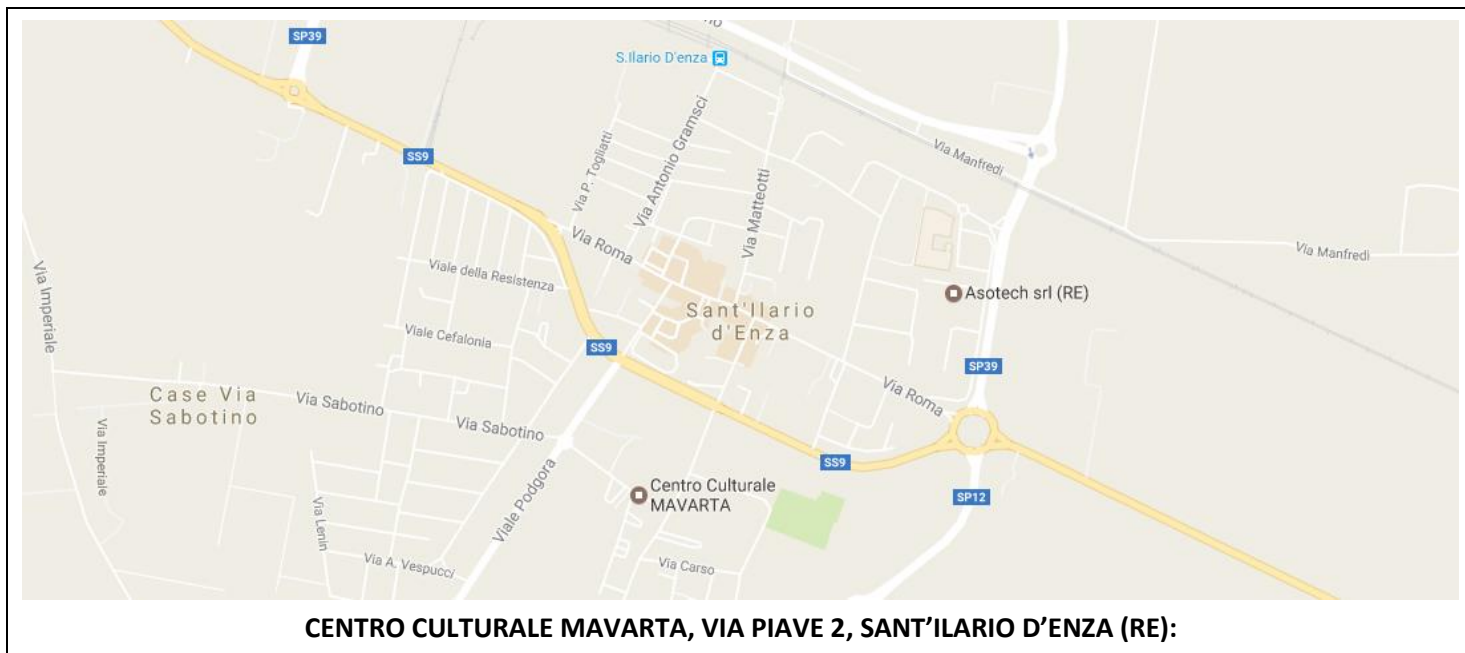 SP39
S.Ilario D'enza
SS9
Via P. Togliatti
Via Antonio Gramsci
Via Matteotti
Via Manfredi
Via Manfredi
Via Imperiale
Via Roma
Viale della Resistenza
Asotech srl (RE)
Sant'Ilario
d'Enza
Viale Cefalonia
SS9
SP39
Case Via
Sabotino
Via Sabotino
Via Sabotino
Via Roma
Via Imperiale
SS9
Viale Podgora
Centro Culturale
MAVARTA
SP12
Via Lenin
Via A. Vespucci
Via Carso
CENTRO CULTURALE MAVARTA, VIA PIAVE 2, SANT’ILARIO D’ENZA (RE):